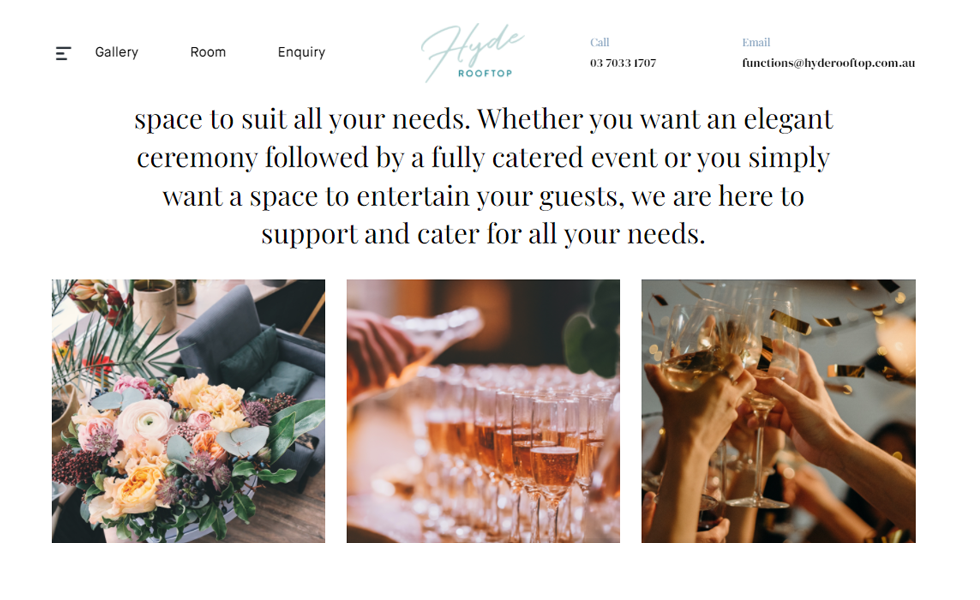 Gallery
Room
Enquiry
Hyde
ROOFTOP
Call
03 7033 1707
Email
functions@hyderooftop.com.au
space to suit all your needs. Whether you want an elegant
ceremony followed by a fully catered event or you simply
want a space to entertain your guests, we are here to
support and cater for all your needs.